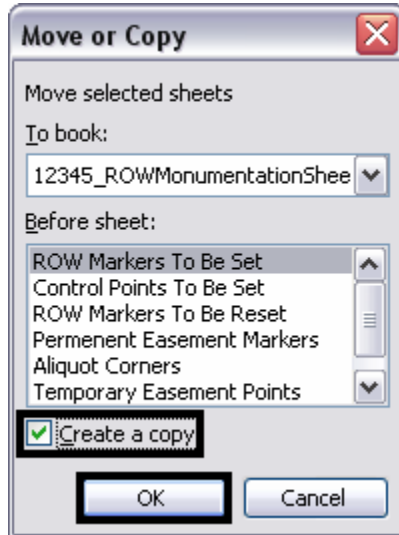 Move or Copy
Move selected sheets
To book:
12345_ROWMonumentationShee
Before sheet:
ROW Markers To Be Set
Control Points To Be Set
ROW Markers To Be Reset
Permenent Easement Markers
Aliquot Corners
Temporary Easement Points
Create a copy
OK Cancel